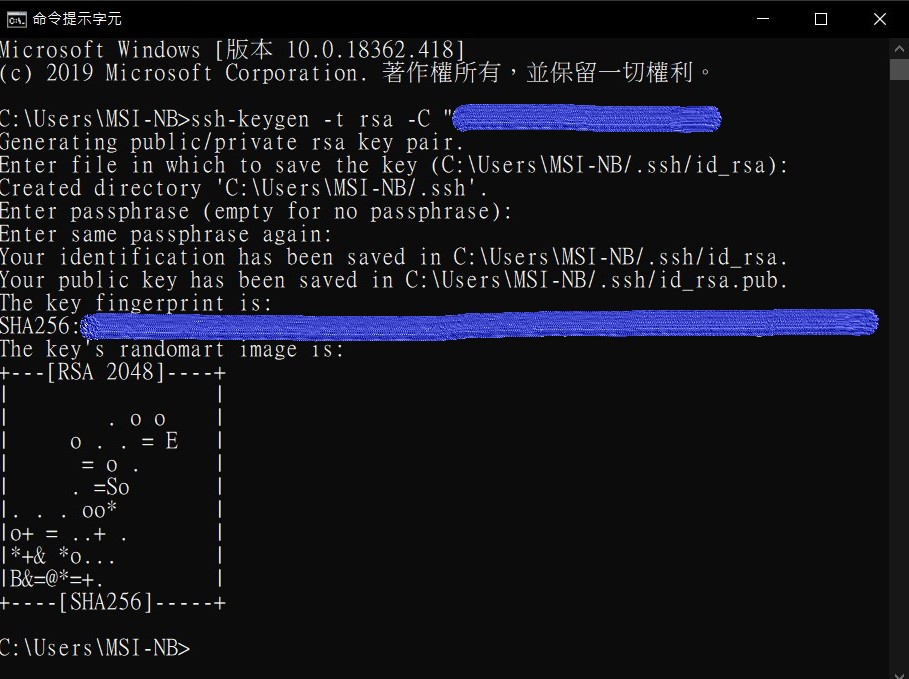 命令提示字元
Microsoft Windows [版本 10.0.18362.418]
(c) 2019 Microsoft Corporation. 著作權所有，並保留一切權利。
C:\Users\MSI-NB>ssh-keygen -t rsa -C "
Generating public/private rsa key pair.
Enter file in which to save the key (C:\Users\MSI-NB/.ssh/id_rsa):
Created directory 'C:\Users\MSI-NB/.ssh'.
Enter passphrase (empty for no passphrase):
Enter same passphrase again:
Your identification has been saved in C:\Users\MSI-NB/.ssh/id_rsa.
Your public key has been saved in C:\Users\MSI-NB/.ssh/id_rsa.pub.
The key fingerprint is:
SHA256:
The key's randomart image is:
+---[RSA 2048]----+
|                 |
|        . o o    |
|     o . . = E   |
|      = o .      |
|     . =So       |
|. . . oo*        |
|o+ = ..+ .       |
|*+& *o...        |
|B&=@*=+.         |
+----[SHA256]-----+
C:\Users\MSI-NB>